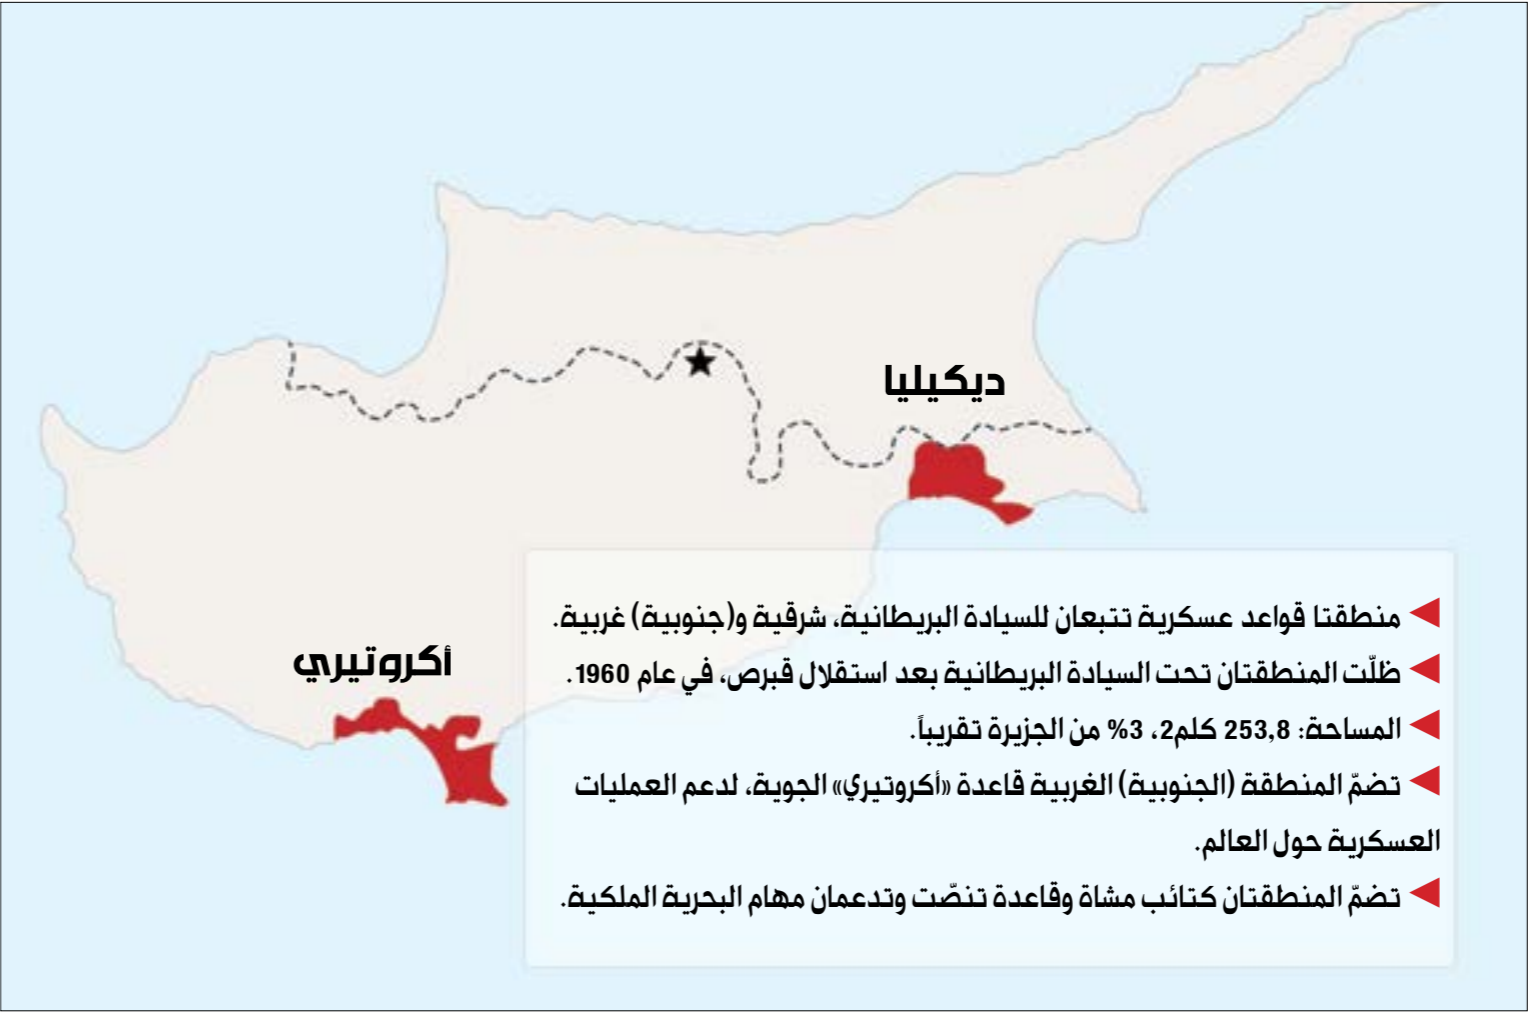 ديكيليا
أكروتيري
منطقتا قواعد عسكرية تتبعان للسيادة البريطانية، شرقية و(جنوبية) غربية.
ظلّت المنطقتان تحت السيادة البريطانية بعد استقلال قبرص، في عام 1960.
المساحة: 253,8 كلم2، 3% من الجزيرة تقريباً.
تضمّ المنطقة (الجنوبية) الغربية قاعدة «أكروتيري» الجوية، لدعم العمليات
العسكرية حول العالم.
تضمّ المنطقتان كتائب مشاة وقاعدة تنصّت وتدعمان مهام البحرية الملكية.